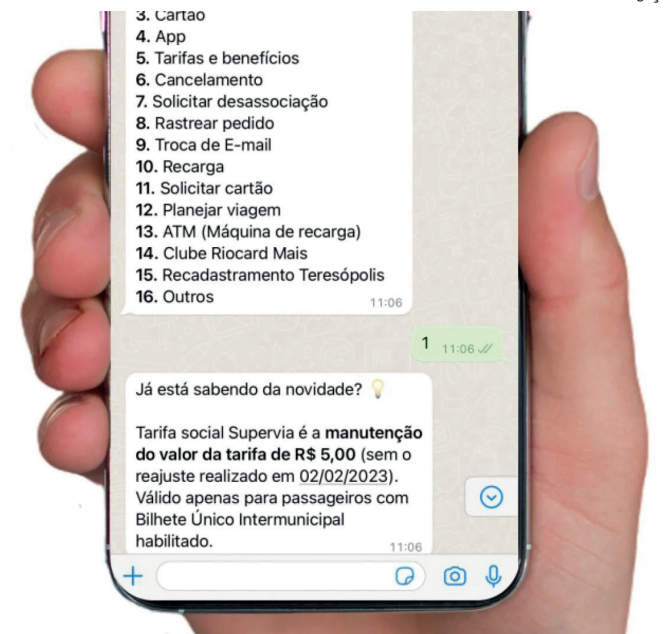 3. Cartão
4. App
5. Tarifas e benefícios
6. Cancelamento
7. Solicitar desassociação
8. Rastrear pedido
9. Troca de E-mail
10. Recarga
11. Solicitar cartão
12. Planejar viagem
13. ATM (Máquina de recarga)
14. Clube Riocard Mais
15. Recadastramento Teresópolis
16. Outros
11:06
1 11:06
Já está sabendo da novidade?
Tarifa social Supervia é a manutenção
do valor da tarifa de R$ 5,00 (sem o
reajuste realizado em 02/02/2023).
Válido apenas para passageiros com
Bilhete Único Intermunicipal
habilitado.
11:06